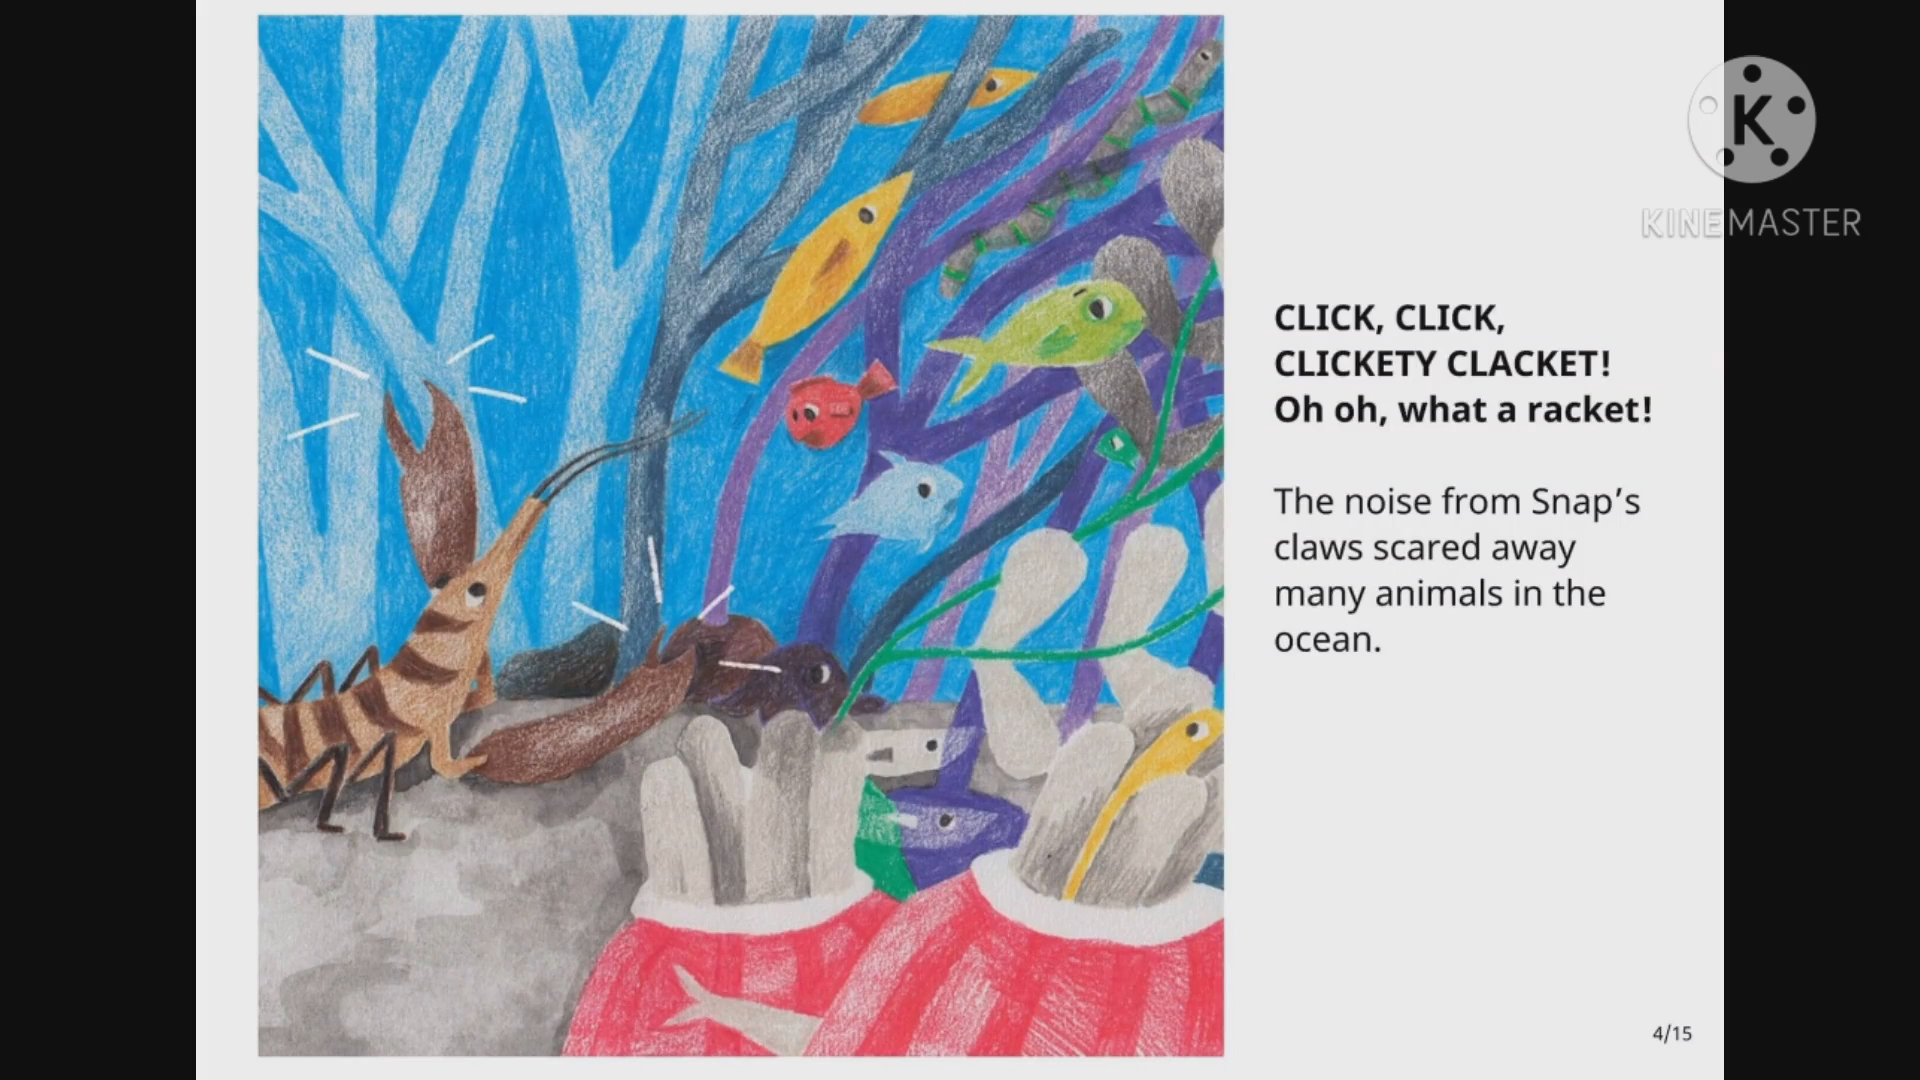 K
KINEMASTER
CLICK, CLICK,
CLICKETY CLACKET!
Oh oh, what a racket!
The noise from Snap’s
claws scared away
many animals in the
ocean.
4/15